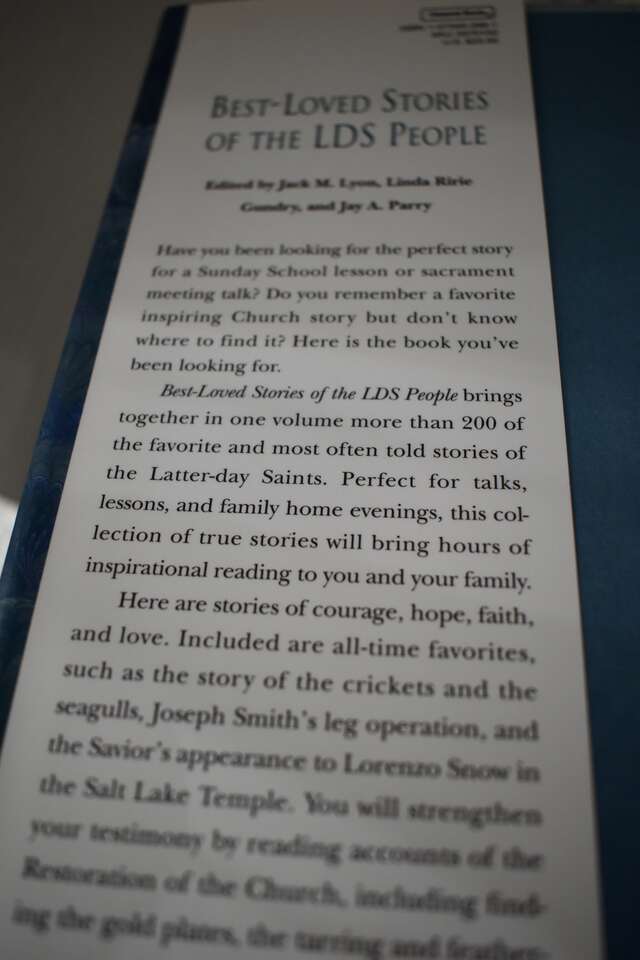 BEST-LOVED STORIES
OF THE LDS PEOPLE
Edited by Jack M. Lyon, Linda Ririe
Gundry, and Jay A. Parry
Have you been looking for the perfect story
for a Sunday School lesson or sacrament
meeting talk? Do you remember a favorite
inspiring Church story but don't know
where to find it? Here is the book you've
been looking for.
Best-Loved Stories of the LDS People brings
together in one volume more than 200 of
the favorite and most often told stories of
the Latter-day Saints. Perfect for talks,
lessons, and family home evenings, this col-
lection of true stories will bring hours of
inspirational reading to you and your family.
Here are stories of courage, hope, faith,
and love. Included are all-time favorites,
such as the story of the crickets and the
seagulls, Joseph Smith's leg operation, and
the Savior's appearance to Lorenzo Snow in
the Salt Lake Temple. You will strengthen
your testimony by reading accounts of the
Restoration of the Church, including find-
ing the gold plates, the tarring and feather-